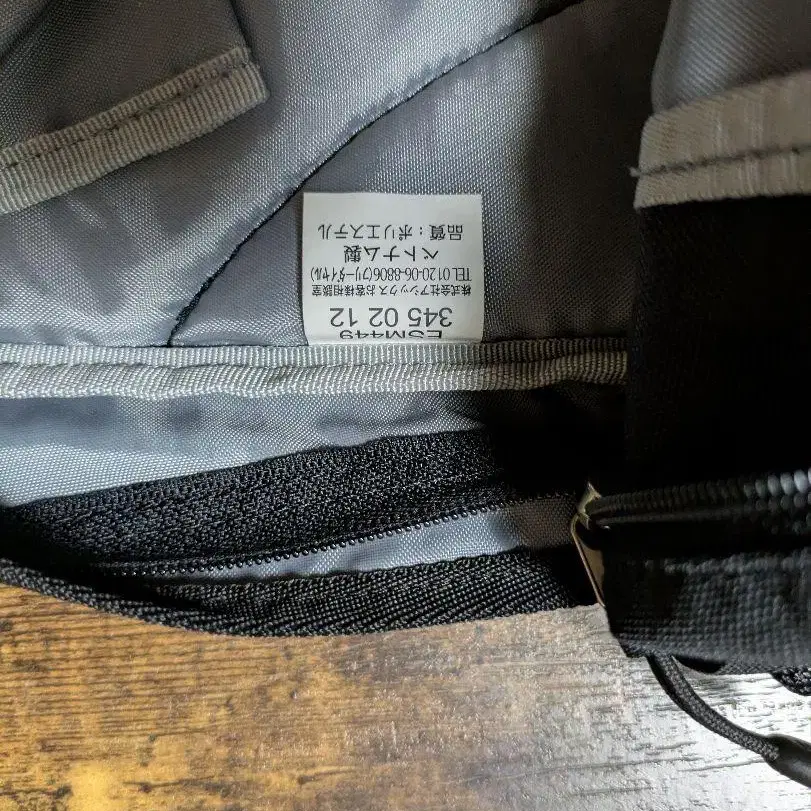 ESM449
345 02 12
株式会社アシックスお客様相談室
TEL 0120-06-8806(フリーダイヤル)
ベトナム製
品質：ポリエステル